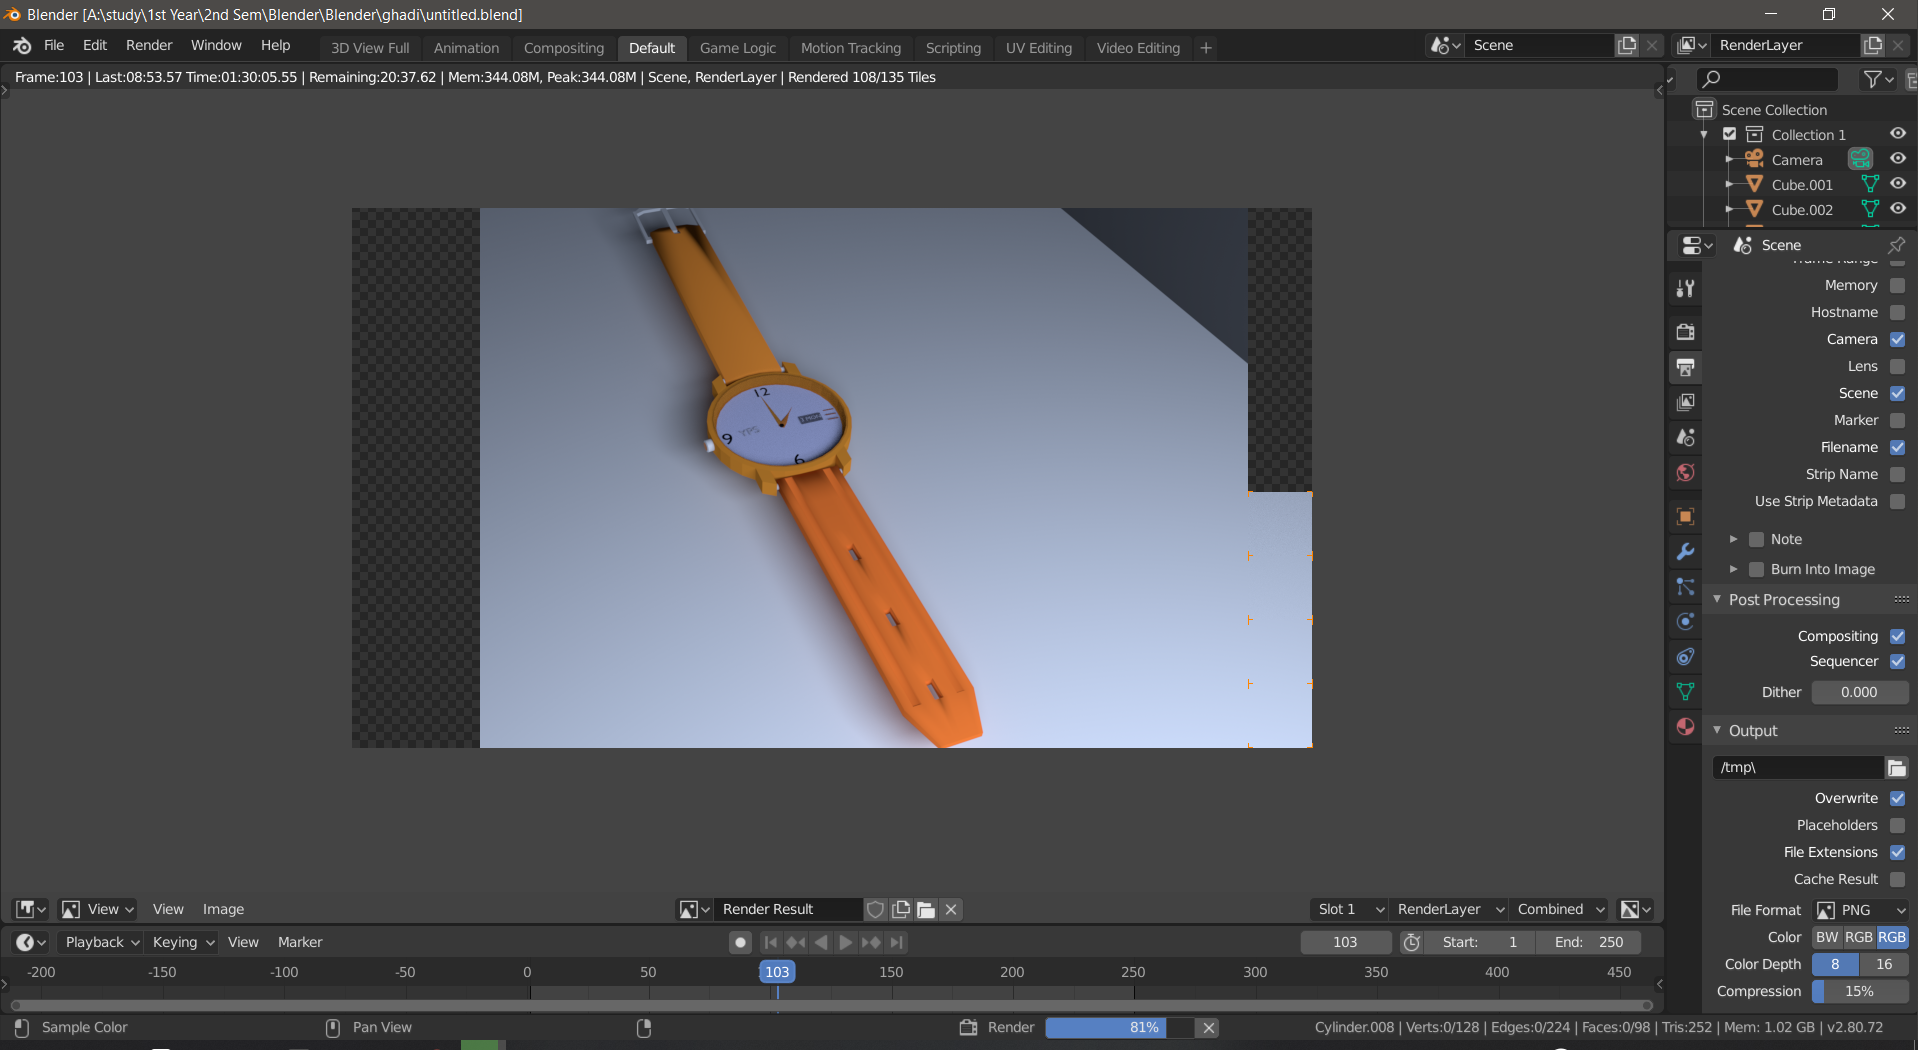 Blender [A:\study\1st Year\2nd Sem\Blender\Blender\ghadi\untitled.blend]
File Edit Render Window Help 3D View Full Animation Compositing Default Game Logic Motion Tracking Scripting UV Editing Video Editing + Scene RenderLayer
Frame:103 | Last:08:53.57 Time:01:30:05.55 | Remaining:20:37.62 | Mem:344.08M, Peak:344.08M | Scene, RenderLayer | Rendered 108/135 Tiles
Scene Collection
Collection 1
Camera
Cube.001
Cube.002
Scene
Frame Range
Memory
Hostname
Camera
Lens
Scene
Marker
Filename
Strip Name
Use Strip Metadata
Note
Burn Into Image
Post Processing
Compositing
Sequencer
Dither 0.000
Output
/tmp\
Overwrite
Placeholders
File Extensions
Cache Result
File Format PNG
Color BW RGB RGB
Color Depth 8 16
Compression 15%
12
9 YPS
6
View View Image Render Result Slot 1 RenderLayer Combined
Playback Keying View Marker 103 Start: 1 End: 250
-200 -150 -100 -50 0 50 103 150 200 250 300 350 400 450
Sample Color Pan View Render 81% Cylinder.008 | Verts:0/128 | Edges:0/224 | Faces:0/98 | Tris:252 | Mem: 1.02 GB | v2.80.72